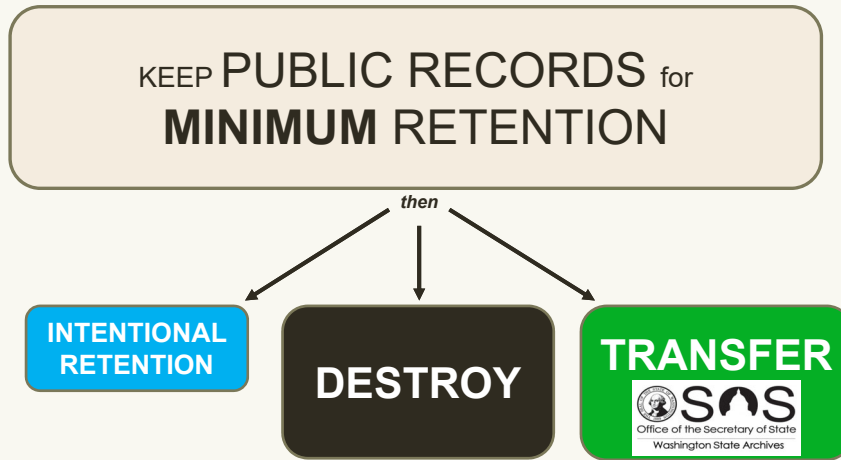 KEEP PUBLIC RECORDS for
MINIMUM RETENTION
then
INTENTIONAL
RETENTION
DESTROY
TRANSFER
SOS
Office of the Secretary of State
Washington State Archives